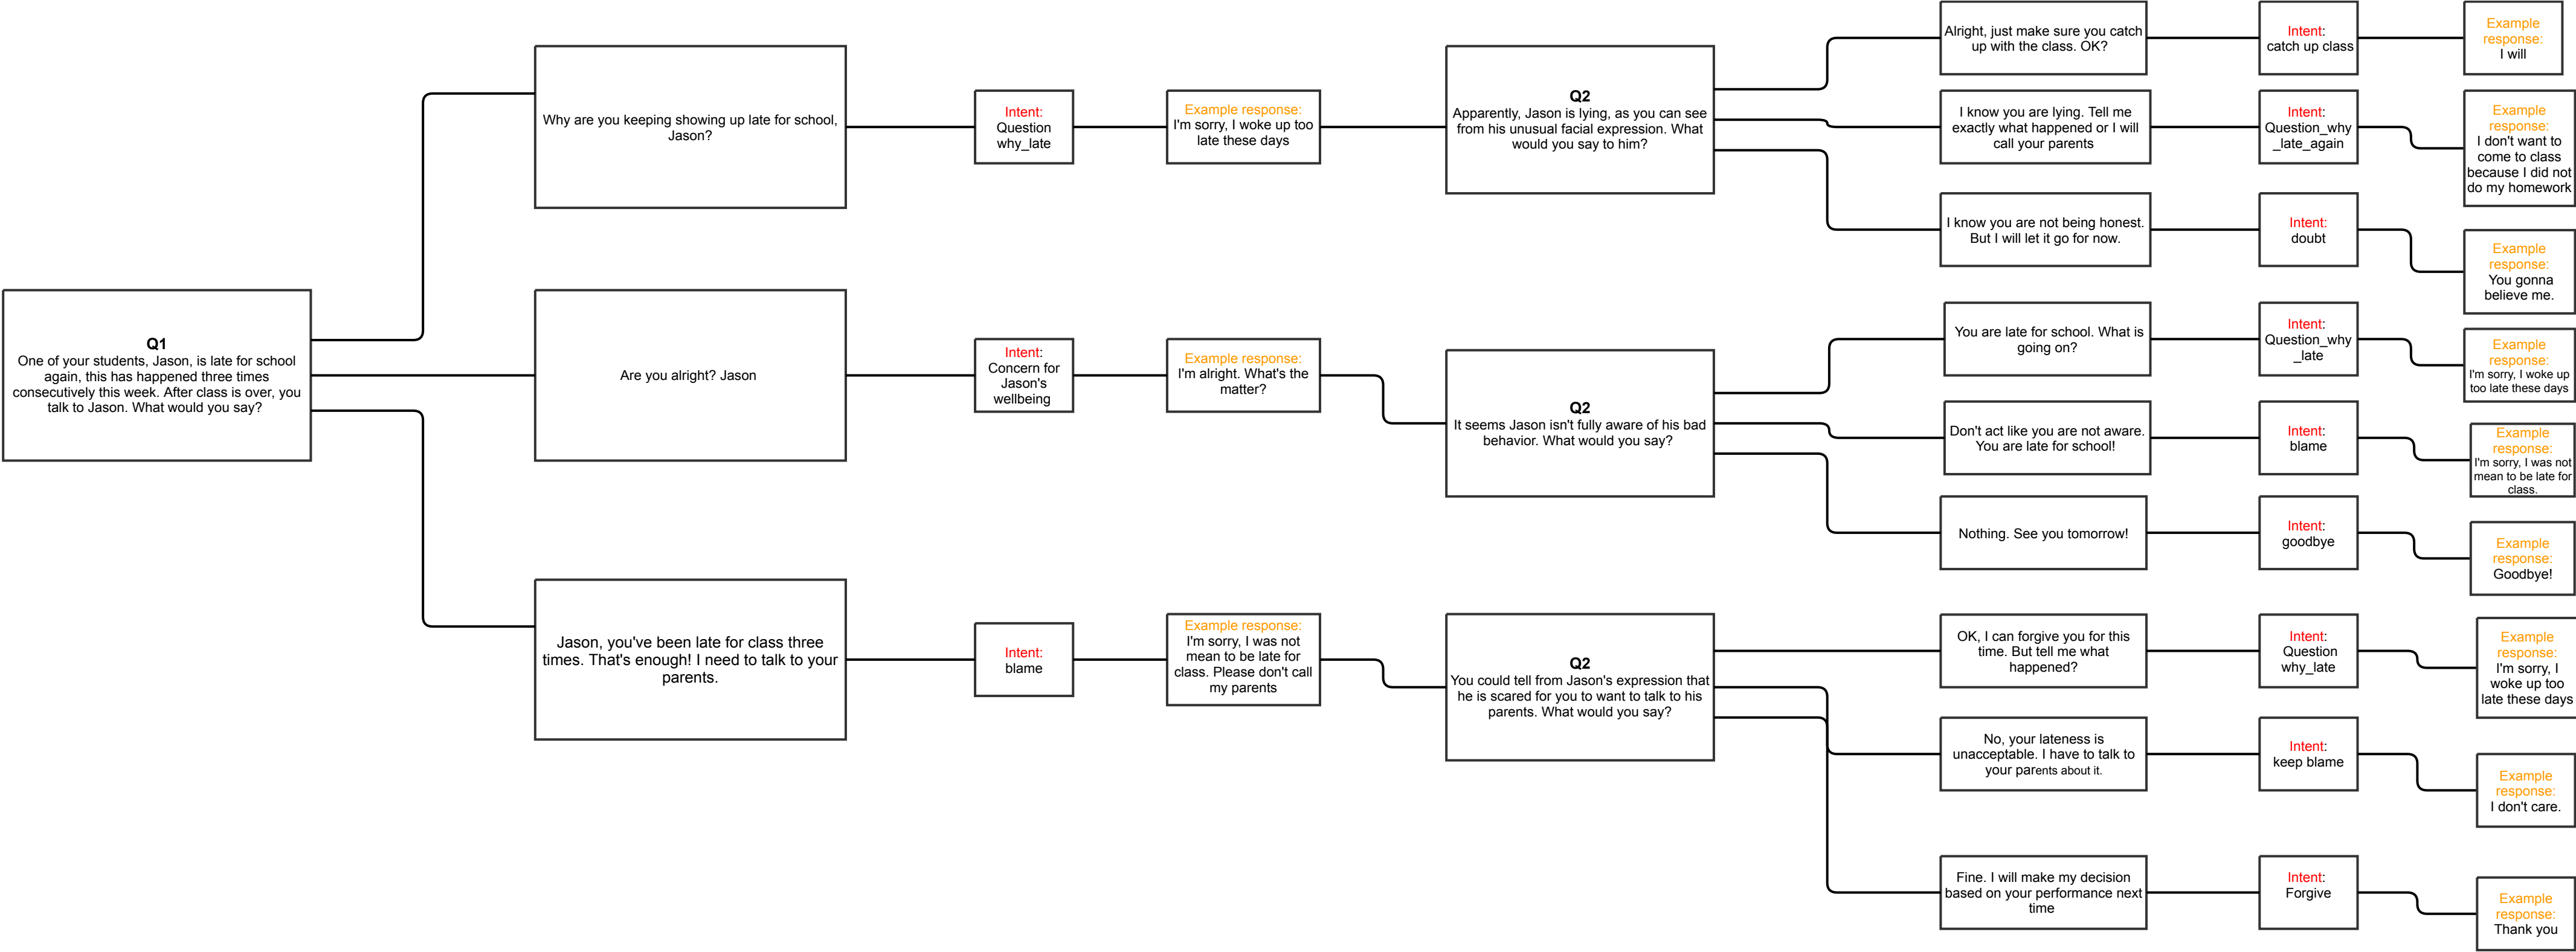 Q1
One of your students, Jason, is late for school
again, this has happened three times
consecutively this week. After class is over, you
talk to Jason. What would you say?
Why are you keeping showing up late for school,
Jason?
Intent:
Question
why_late
Example response:
I'm sorry, I woke up too
late these days
Q2
Apparently, Jason is lying, as you can see
from his unusual facial expression. What
would you say to him?
Alright, just make sure you catch
up with the class. OK?
Intent:
catch up class
Example
response:
I will
I know you are lying. Tell me
exactly what happened or I will
call your parents
Intent:
Question_why
_late_again
Example
response:
I don't want to
come to class
because I did not
do my homework
I know you are not being honest.
But I will let it go for now.
Intent:
doubt
Example
response:
You gonna
believe me.
Are you alright? Jason
Intent:
Concern for
Jason's
wellbeing
Example response:
I'm alright. What's the
matter?
Q2
It seems Jason isn't fully aware of his bad
behavior. What would you say?
You are late for school. What is
going on?
Intent:
Question_why
_late
Example
response:
I'm sorry, I woke up
too late these days
Don't act like you are not aware.
You are late for school!
Intent:
blame
Example
response:
I'm sorry, I was not
mean to be late for
class.
Nothing. See you tomorrow!
Intent:
goodbye
Example
response:
Goodbye!
Jason, you've been late for class three
times. That's enough! I need to talk to your
parents.
Intent:
blame
Example response:
I'm sorry, I was not
mean to be late for
class. Please don't call
my parents
Q2
You could tell from Jason's expression that
he is scared for you to want to talk to his
parents. What would you say?
OK, I can forgive you for this
time. But tell me what
happened?
Intent:
Question
why_late
Example
response:
I'm sorry, I
woke up too
late these days
No, your lateness is
unacceptable. I have to talk to
your parents about it.
Intent:
keep blame
Example
response:
I don't care.
Fine. I will make my decision
based on your performance next
time
Intent:
Forgive
Example
response:
Thank you